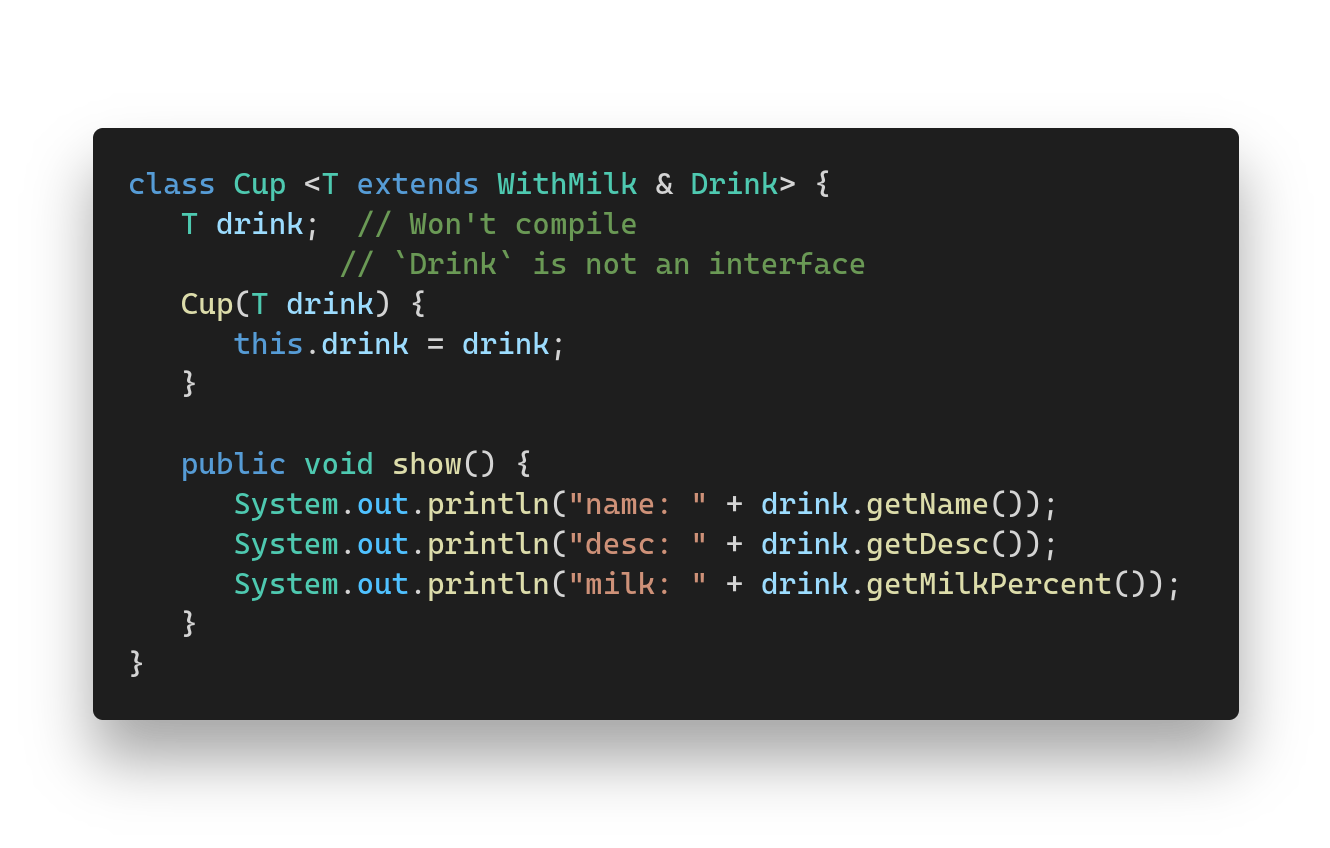 class Cup <T extends WithMilk & Drink> {
   T drink;  // Won't compile
            // `Drink` is not an interface
   Cup(T drink) {
      this.drink = drink;
   }

   public void show() {
      System.out.println("name: " + drink.getName());
      System.out.println("desc: " + drink.getDesc());
      System.out.println("milk: " + drink.getMilkPercent());
   }
}